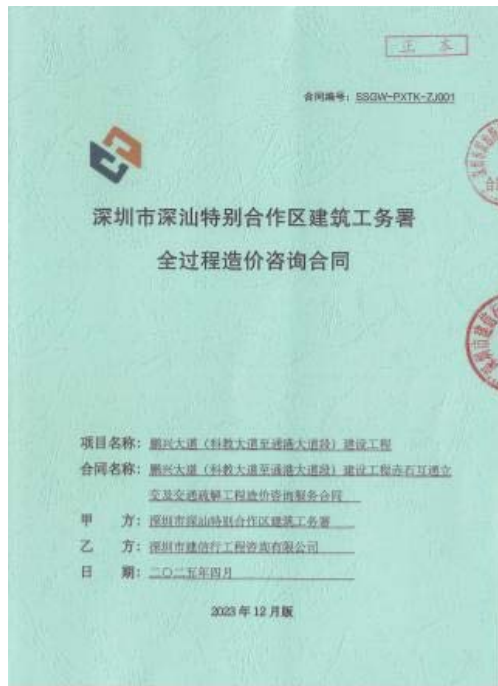 正本
合同编号：SSGW-PXTK-ZJ001
深圳市深汕特别合作区建筑工务署
全过程造价咨询合同
项目名称：鹏兴大道（科教大道至通港大道段）建设工程
合同名称：鹏兴大道（科教大道至通港大道段）建设工程赤石互通立
交及交通疏解工程造价咨询服务合同
甲 方：深圳市深汕特别合作区建筑工务署
乙 方：深圳市建信行工程咨询有限公司
日 期：二〇二五年四月
2023年12月版